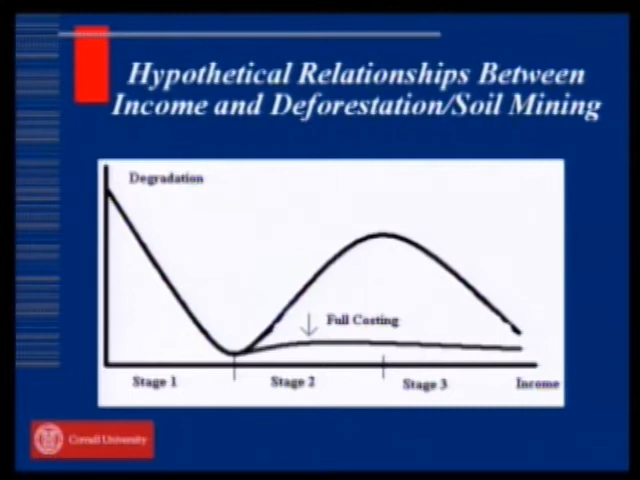 Hypothetical Relationships Between
Income and Deforestation/Soil Mining
Degradation
Full Costing
Stage 1
Stage 2
Stage 3
Income
Cornell University